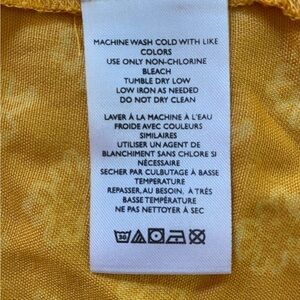 MACHINE WASH COLD WITH LIKE
COLORS
USE ONLY NON-CHLORINE
BLEACH
TUMBLE DRY LOW
LOW IRON AS NEEDED
DO NOT DRY CLEAN
LAVER À LA MACHINE À L'EAU
FROIDE AVEC COULEURS
SIMILAIRES
UTILISER UN AGENT DE
BLANCHIMENT SANS CHLORE SI
NÉCESSAIRE
SECHER PAR CULBUTAGE À BASSE
TEMPERATURE
REPASSER, AU BESOIN, À TRÈS
BASSE TEMPÉRATURE
NE PAS NETTOYER À SEC
30